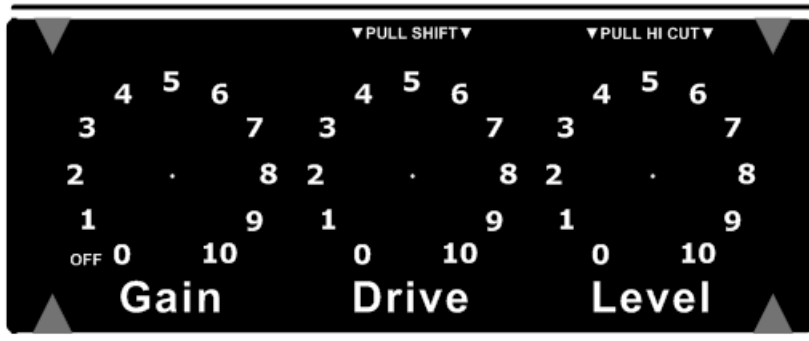 ▼PULL SHIFT▼ ▼PULL HI CUT▼
4 5 6 4 5 6 4 5 6
3 7 3 7 3 7
2 8 2 8 2 8
1 9 1 9 1 9
OFF 0 10 0 10 0 10
Gain Drive Level